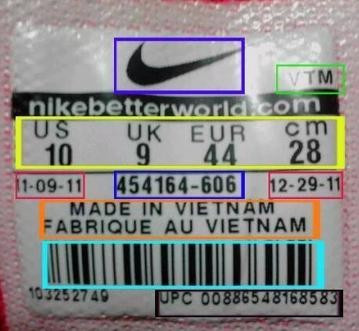 VTM
nikebetterworld.com
US UK EUR cm
10 9 44 28
11-09-11 454164-606 12-29-11
MADE IN VIETNAM
FABRIQUE AU VIETNAM
103252749
UPC 00886548168583